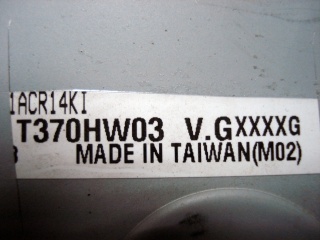 1ACR14KI
T370HW03 V.GXXXXG
MADE IN TAIWAN(M02)